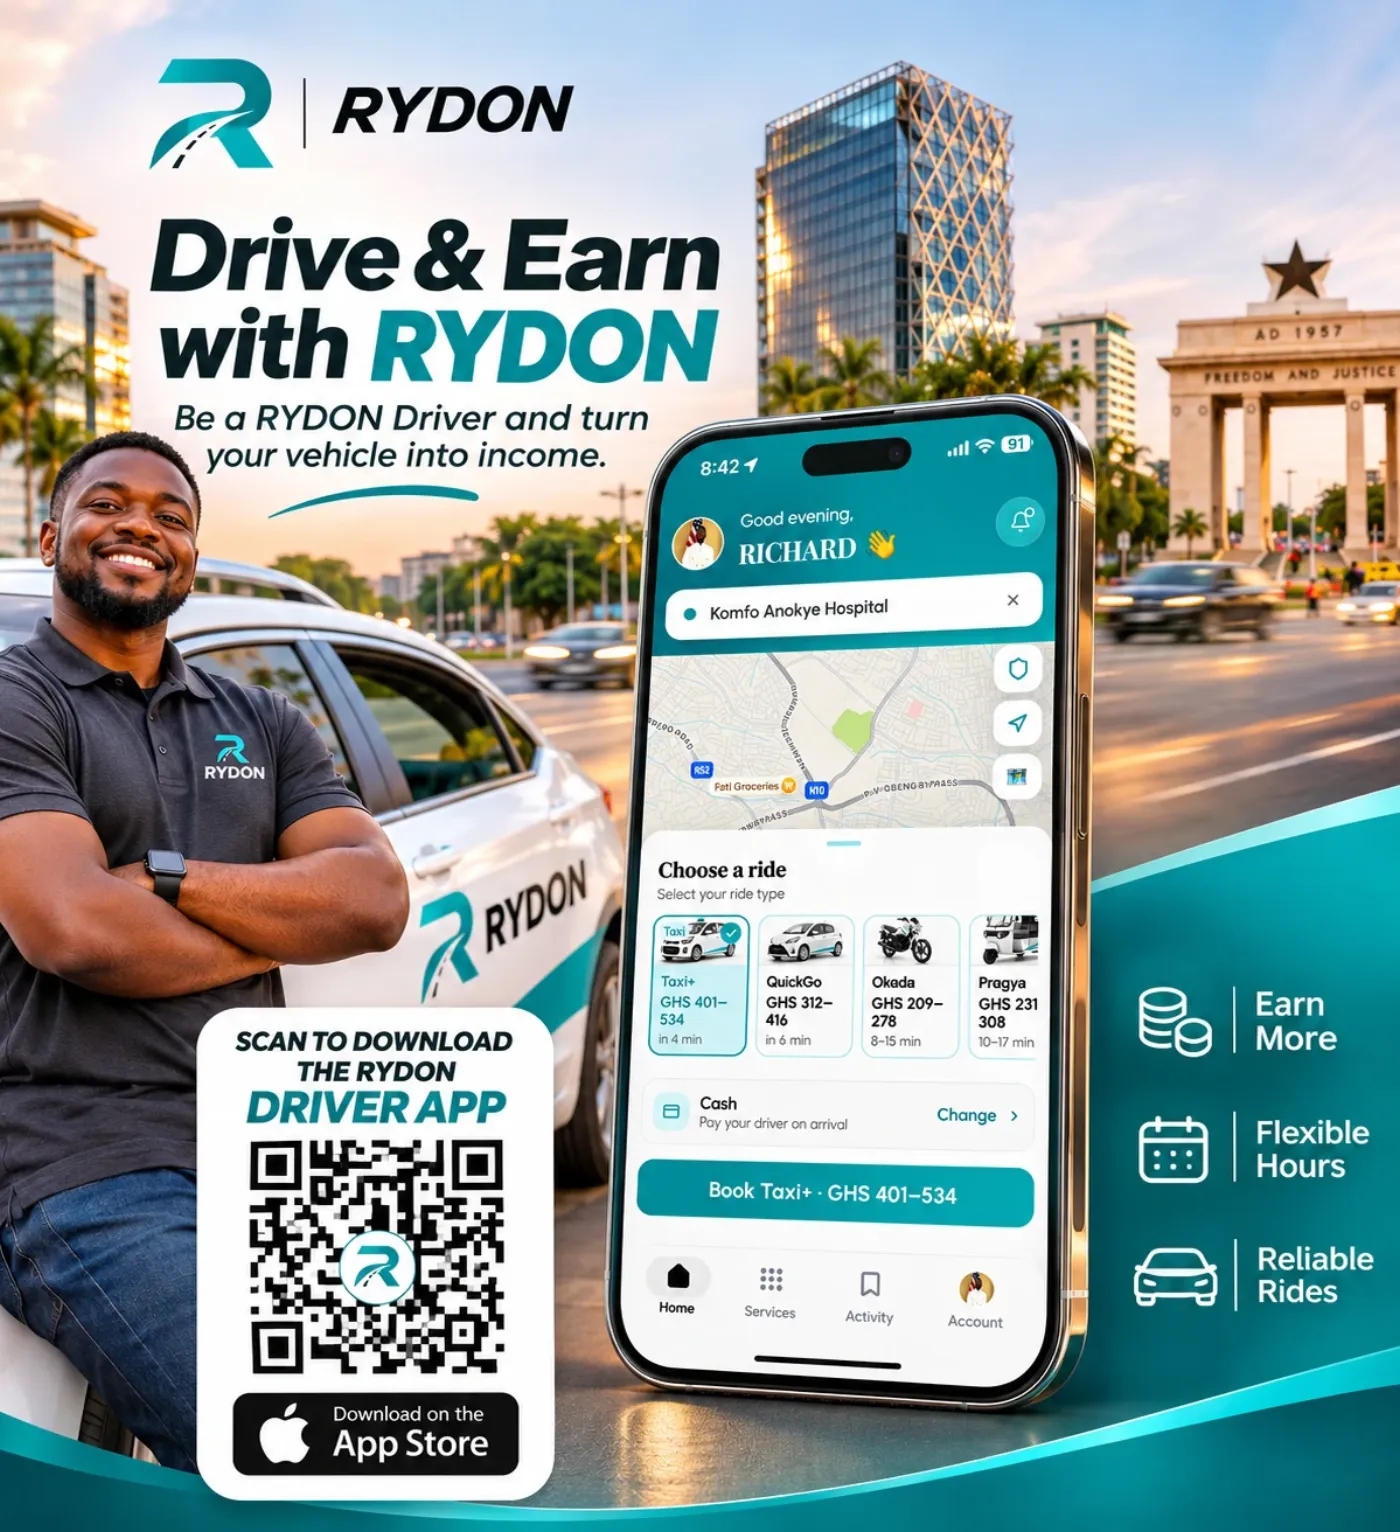 RYDON
Drive & Earn
with RYDON
Be a RYDON Driver and turn
your vehicle into income.
AD 1957
FREEDOM AND JUSTICE
8:42
91
Good evening,
RICHARD 👋
Komfo Anokye Hospital
R52
Fati Groceries
N10
Choose a ride
Select your ride type
Taxi
Taxi+
GHS 401–
534
in 4 min
QuickGo
GHS 312–
416
in 6 min
Okada
GHS 209–
278
8–15 min
Pragya
GHS 231
308
10–17 min
Cash
Pay your driver on arrival
Change
Book Taxi+ · GHS 401–534
Home
Services
Activity
Account
RYDON
RYDON
SCAN TO DOWNLOAD
THE RYDON
DRIVER APP
Download on the
App Store
Earn
More
Flexible
Hours
Reliable
Rides